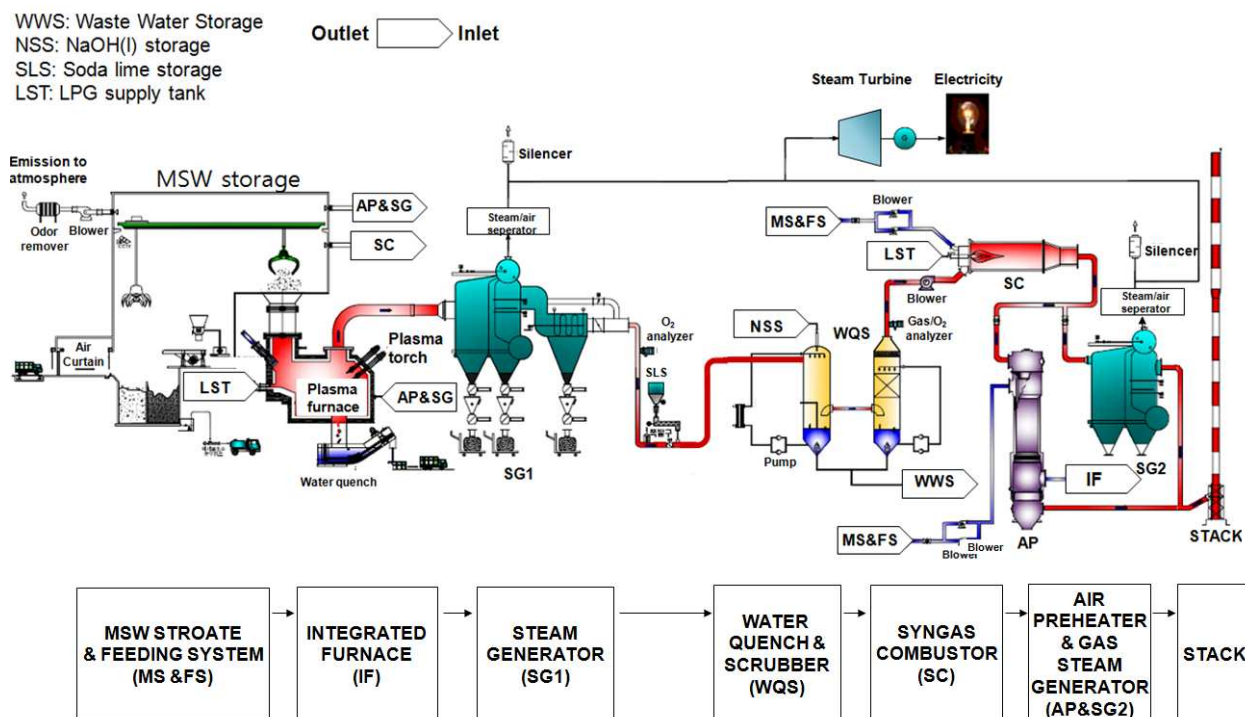 WWS: Waste Water Storage
NSS: NaOH(l) storage
SLS: Soda lime storage
LST: LPG supply tank
Outlet
Inlet
Steam Turbine
Electricity
G
Silencer
Emission to
atmosphere
MSW storage
AP&SG
SC
Odor
remover
Blower
Steam/air
seperator
MS&FS
Blower
LST
SC
Blower
Silencer
Steam/air
seperator
Air
Curtain
LST
Plasma
torch
Plasma
furnace
AP&SG
Water quench
SG1
O2
analyzer
SLS
NSS
WQS
Gas/O2
analyzer
Pump
WWS
MS&FS
Blower
Blower
AP
IF
SG2
STACK
MSW STROATE
& FEEDING SYSTEM
(MS &FS)
INTEGRATED
FURNACE
(IF)
STEAM
GENERATOR
(SG1)
WATER
QUENCH &
SCRUBBER
(WQS)
SYNGAS
COMBUSTOR
(SC)
AIR
PREHEATER
& GAS
STEAM
GENERATOR
(AP&SG2)
STACK